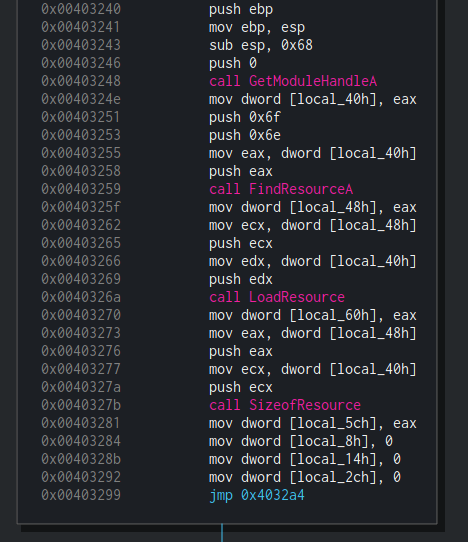 0x00403240 push ebp
0x00403241 mov ebp, esp
0x00403243 sub esp, 0x68
0x00403246 push 0
0x00403248 call GetModuleHandleA
0x0040324e mov dword [local_40h], eax
0x00403251 push 0x6f
0x00403253 push 0x6e
0x00403255 mov eax, dword [local_40h]
0x00403258 push eax
0x00403259 call FindResourceA
0x0040325f mov dword [local_48h], eax
0x00403262 mov ecx, dword [local_48h]
0x00403265 push ecx
0x00403266 mov edx, dword [local_40h]
0x00403269 push edx
0x0040326a call LoadResource
0x00403270 mov dword [local_60h], eax
0x00403273 mov eax, dword [local_48h]
0x00403276 push eax
0x00403277 mov ecx, dword [local_40h]
0x0040327a push ecx
0x0040327b call SizeofResource
0x00403281 mov dword [local_5ch], eax
0x00403284 mov dword [local_8h], 0
0x0040328b mov dword [local_14h], 0
0x00403292 mov dword [local_2ch], 0
0x00403299 jmp 0x4032a4